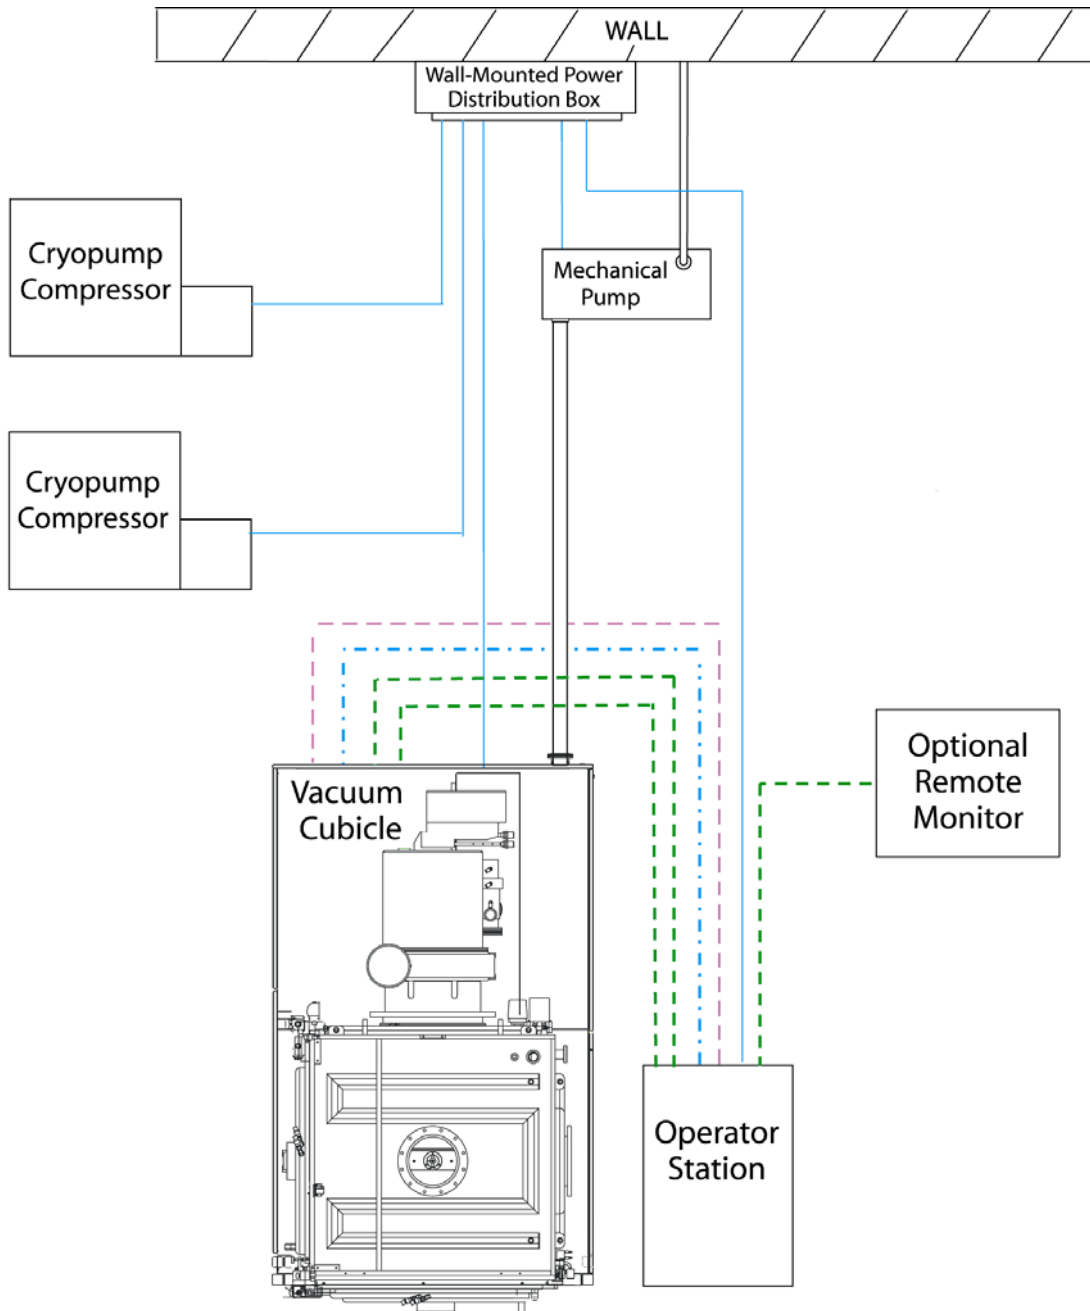 WALL
Wall-Mounted Power
Distribution Box
Cryopump
Compressor
Mechanical
Pump
Cryopump
Compressor
Vacuum
Cubicle
Optional
Remote
Monitor
Operator
Station